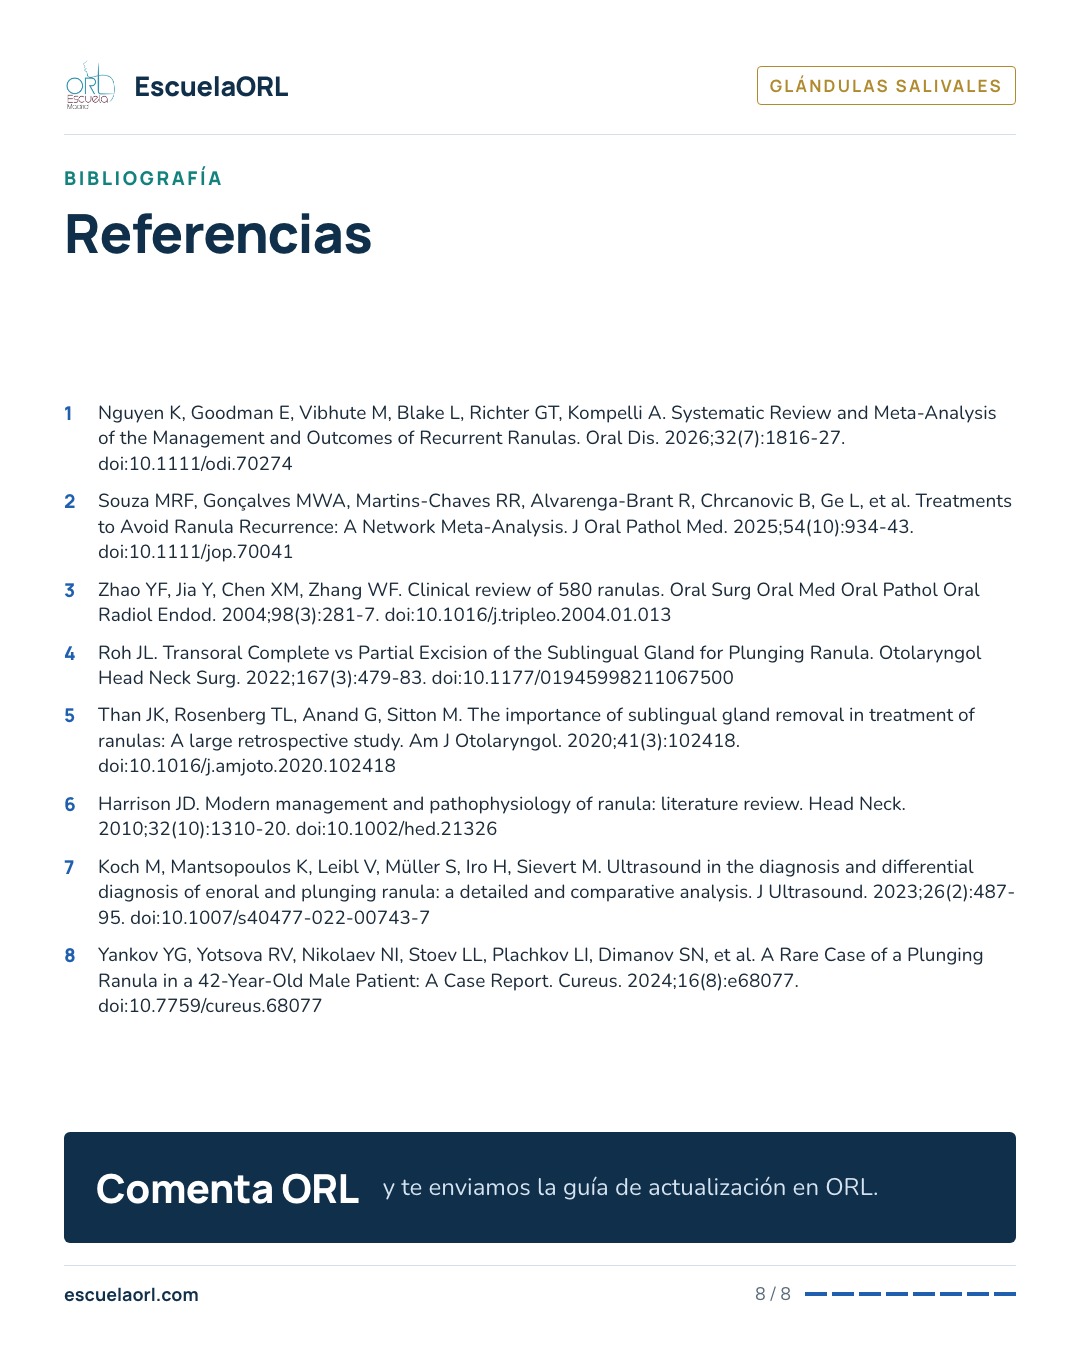 ORL
Escuela
Madrid
EscuelaORL
GLÁNDULAS SALIVALES
BIBLIOGRAFÍA
Referencias
1 Nguyen K, Goodman E, Vibhute M, Blake L, Richter GT, Kompelli A. Systematic Review and Meta-Analysis
of the Management and Outcomes of Recurrent Ranulas. Oral Dis. 2026;32(7):1816-27.
doi:10.1111/odi.70274
2 Souza MRF, Gonçalves MWA, Martins-Chaves RR, Alvarenga-Brant R, Chrcanovic B, Ge L, et al. Treatments
to Avoid Ranula Recurrence: A Network Meta-Analysis. J Oral Pathol Med. 2025;54(10):934-43.
doi:10.1111/jop.70041
3 Zhao YF, Jia Y, Chen XM, Zhang WF. Clinical review of 580 ranulas. Oral Surg Oral Med Oral Pathol Oral
Radiol Endod. 2004;98(3):281-7. doi:10.1016/j.tripleo.2004.01.013
4 Roh JL. Transoral Complete vs Partial Excision of the Sublingual Gland for Plunging Ranula. Otolaryngol
Head Neck Surg. 2022;167(3):479-83. doi:10.1177/01945998211067500
5 Than JK, Rosenberg TL, Anand G, Sitton M. The importance of sublingual gland removal in treatment of
ranulas: A large retrospective study. Am J Otolaryngol. 2020;41(3):102418.
doi:10.1016/j.amjoto.2020.102418
6 Harrison JD. Modern management and pathophysiology of ranula: literature review. Head Neck.
2010;32(10):1310-20. doi:10.1002/hed.21326
7 Koch M, Mantsopoulos K, Leibl V, Müller S, Iro H, Sievert M. Ultrasound in the diagnosis and differential
diagnosis of enoral and plunging ranula: a detailed and comparative analysis. J Ultrasound. 2023;26(2):487-
95. doi:10.1007/s40477-022-00743-7
8 Yankov YG, Yotsova RV, Nikolaev NI, Stoev LL, Plachkov LI, Dimanov SN, et al. A Rare Case of a Plunging
Ranula in a 42-Year-Old Male Patient: A Case Report. Cureus. 2024;16(8):e68077.
doi:10.7759/cureus.68077
Comenta ORL y te enviamos la guía de actualización en ORL.
escuelaorl.com
8 / 8